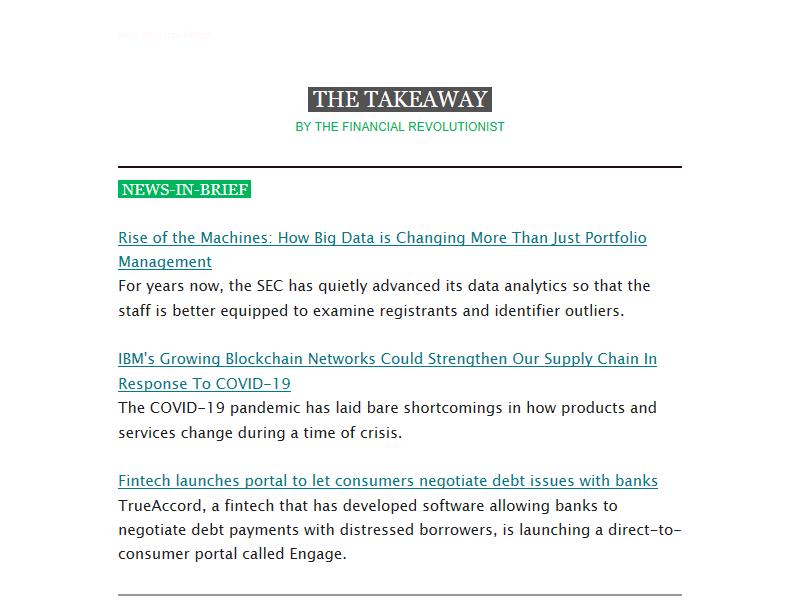 THE TAKEAWAY
BY THE FINANCIAL REVOLUTIONIST
NEWS-IN-BRIEF
Rise of the Machines: How Big Data is Changing More Than Just Portfolio
Management
For years now, the SEC has quietly advanced its data analytics so that the
staff is better equipped to examine registrants and identifier outliers.
IBM's Growing Blockchain Networks Could Strengthen Our Supply Chain In
Response To COVID-19
The COVID-19 pandemic has laid bare shortcomings in how products and
services change during a time of crisis.
Fintech launches portal to let consumers negotiate debt issues with banks
TrueAccord, a fintech that has developed software allowing banks to
negotiate debt payments with distressed borrowers, is launching a direct-to-
consumer portal called Engage.